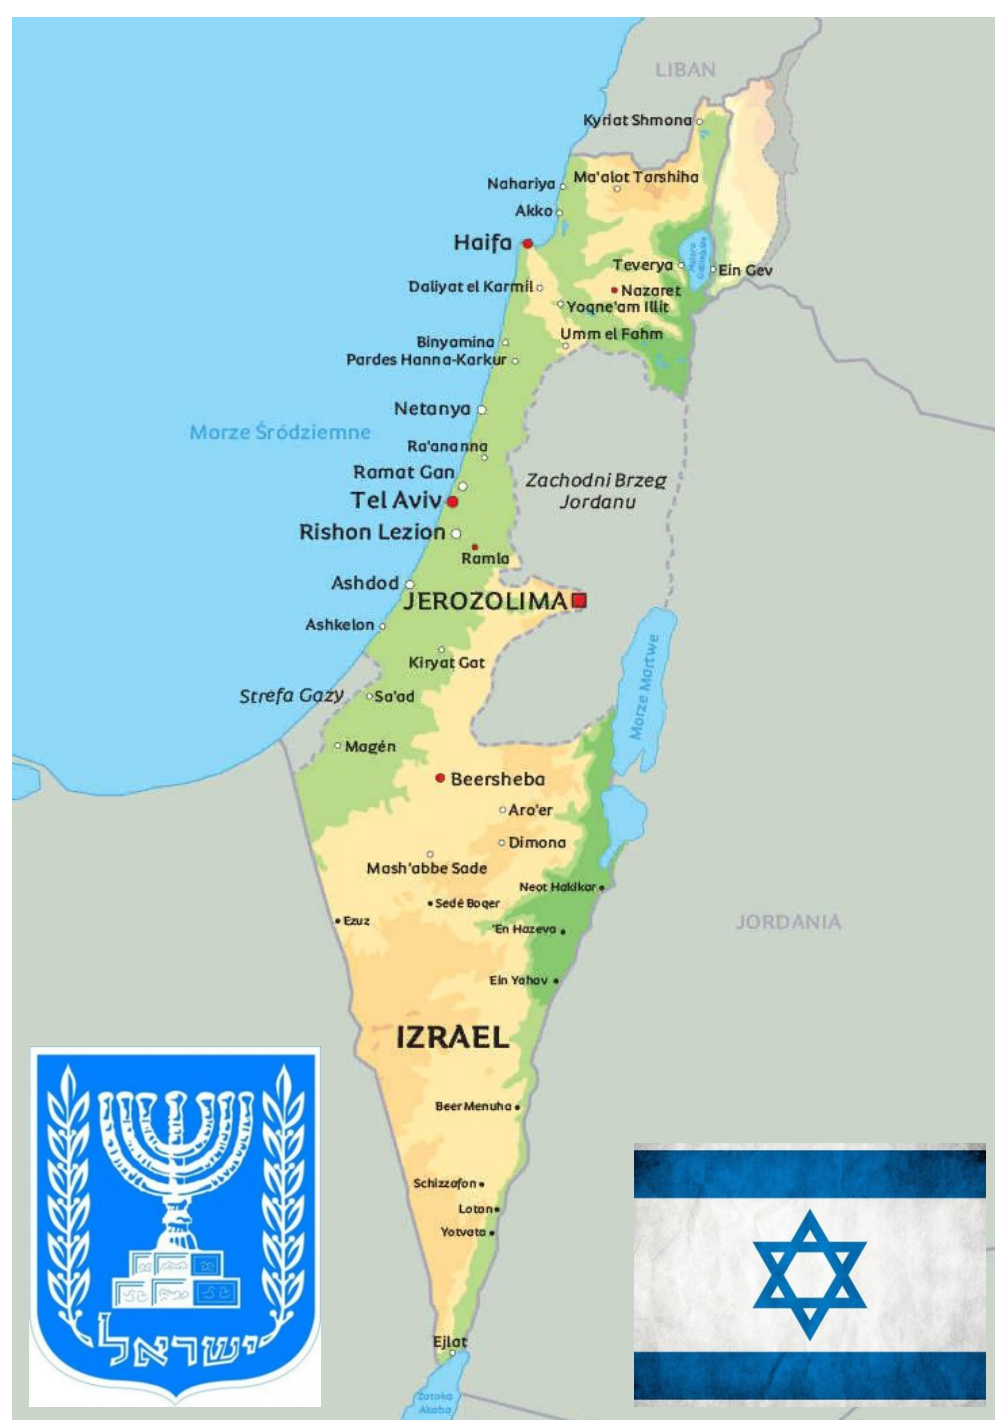 LIBAN
Kyriat Shmona
Ma'alot Tarshiha
Nahariya
Akko
Haifa
Teverya
Ein Gev
Daliyat el Karmíl
Nazaret
Yoqne'am Illit
Umm el Fahm
Binyamina
Pardes Hanna-Karkur
Netanya
Morze Śródziemne
Ra'ananna
Ramat Gan
Zachodni Brzeg
Jordanu
Tel Aviv
Rishon Lezion
Ramla
Ashdod
JEROZOLIMA
Ashkelon
Kiryat Gat
Morze Martwe
Strefa Gazy
Sa'ad
Magén
Beersheba
Aro'er
Dimona
Mash'abbe Sade
Neot Hakikar
Sedé Boqer
Ezuz
'En Hazeva
JORDANIA
Ein Yahav
IZRAEL
Beer Menuha
Schizzafon
Lotan
Yotvata
ישראל
Ejlat
Zatoka
Akaba